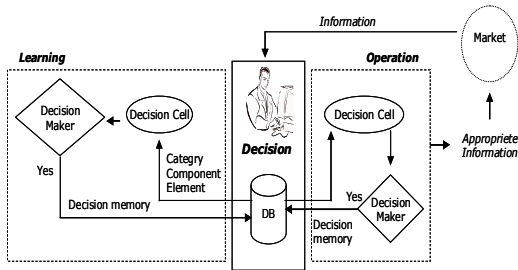 Information
Market
Learning
Operation
Decision
Maker
Decision Cell
Decision Cell
Appropriete
Information
Decision
Yes
Categry
Component
Element
Yes
Decision
Maker
Decision memory
DB
Decision
memory